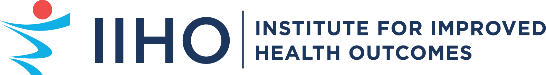 IIHO
INSTITUTE FOR IMPROVED
HEALTH OUTCOMES